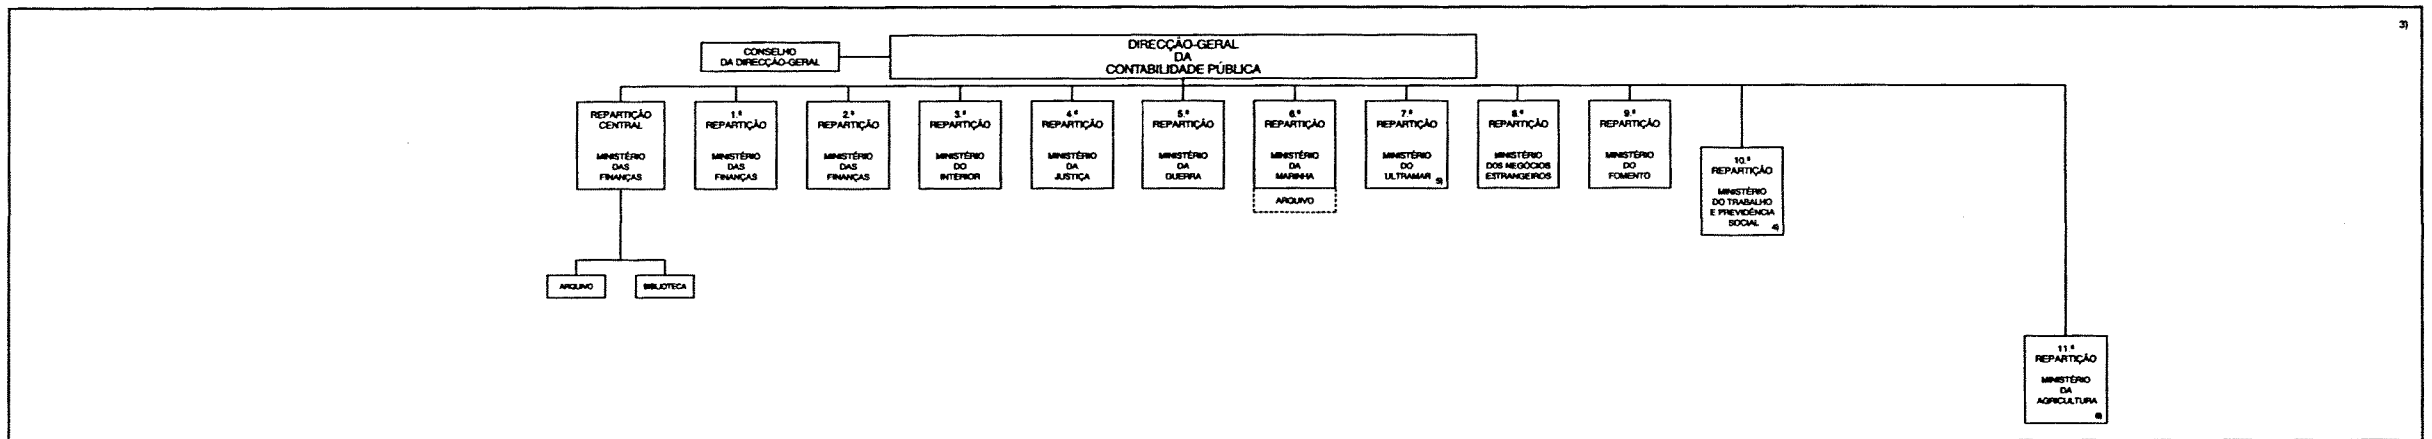 3)
CONSELHO
DA DIRECÇÃO-GERAL
DIRECÇÃO-GERAL
DA
CONTABILIDADE PÚBLICA
REPARTIÇÃO
CENTRAL
MINISTÉRIO
DAS
FINANÇAS
1.ª
REPARTIÇÃO
MINISTÉRIO
DAS
FINANÇAS
2.ª
REPARTIÇÃO
MINISTÉRIO
DAS
FINANÇAS
3.ª
REPARTIÇÃO
MINISTÉRIO
DO
INTERIOR
4.ª
REPARTIÇÃO
MINISTÉRIO
DA
JUSTIÇA
5.ª
REPARTIÇÃO
MINISTÉRIO
DA
GUERRA
6.ª
REPARTIÇÃO
MINISTÉRIO
DA
MARINHA
ARQUIVO
7.ª
REPARTIÇÃO
MINISTÉRIO
DO
ULTRAMAR
5)
8.ª
REPARTIÇÃO
MINISTÉRIO
DOS NEGÓCIOS
ESTRANGEIROS
9.ª
REPARTIÇÃO
MINISTÉRIO
DO
FOMENTO
10.ª
REPARTIÇÃO
MINISTÉRIO
DO TRABALHO
E PREVIDÊNCIA
SOCIAL
4)
ARQUIVO
BIBLIOTECA
11.ª
REPARTIÇÃO
MINISTÉRIO
DA
AGRICULTURA
6)